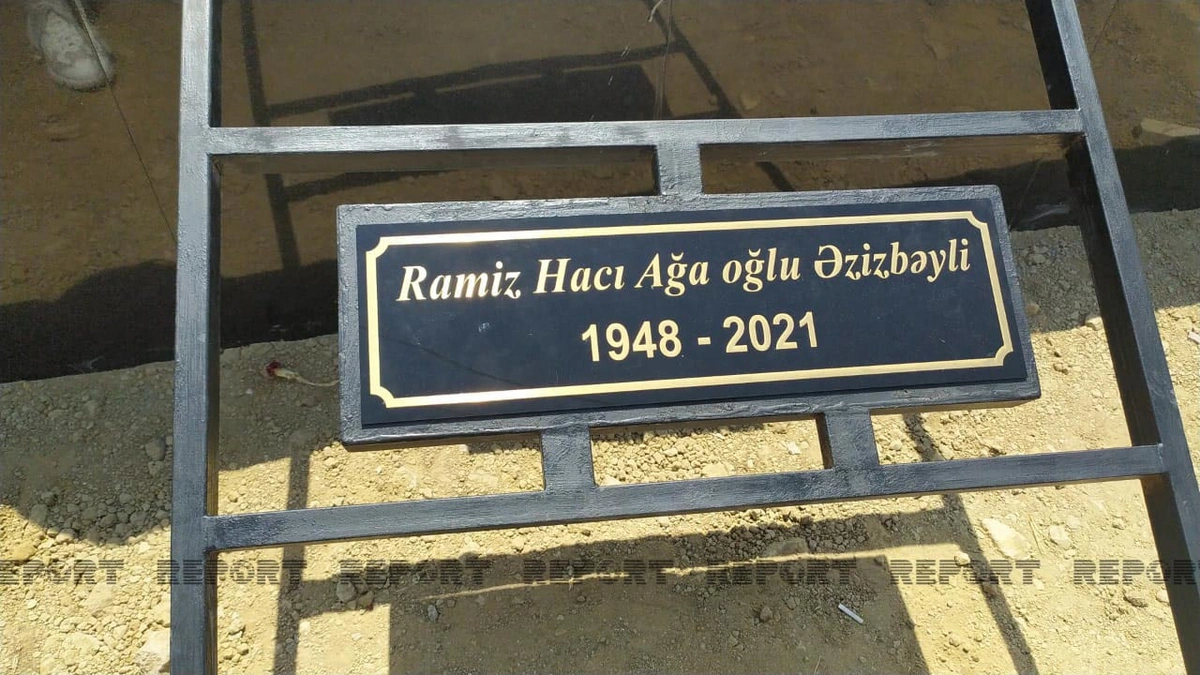 Ramiz Hacı Ağa oğlu Əzizbəyli
1948 - 2021
REPORT REPORT REPORT REPORT REPORT REPORT REPORT